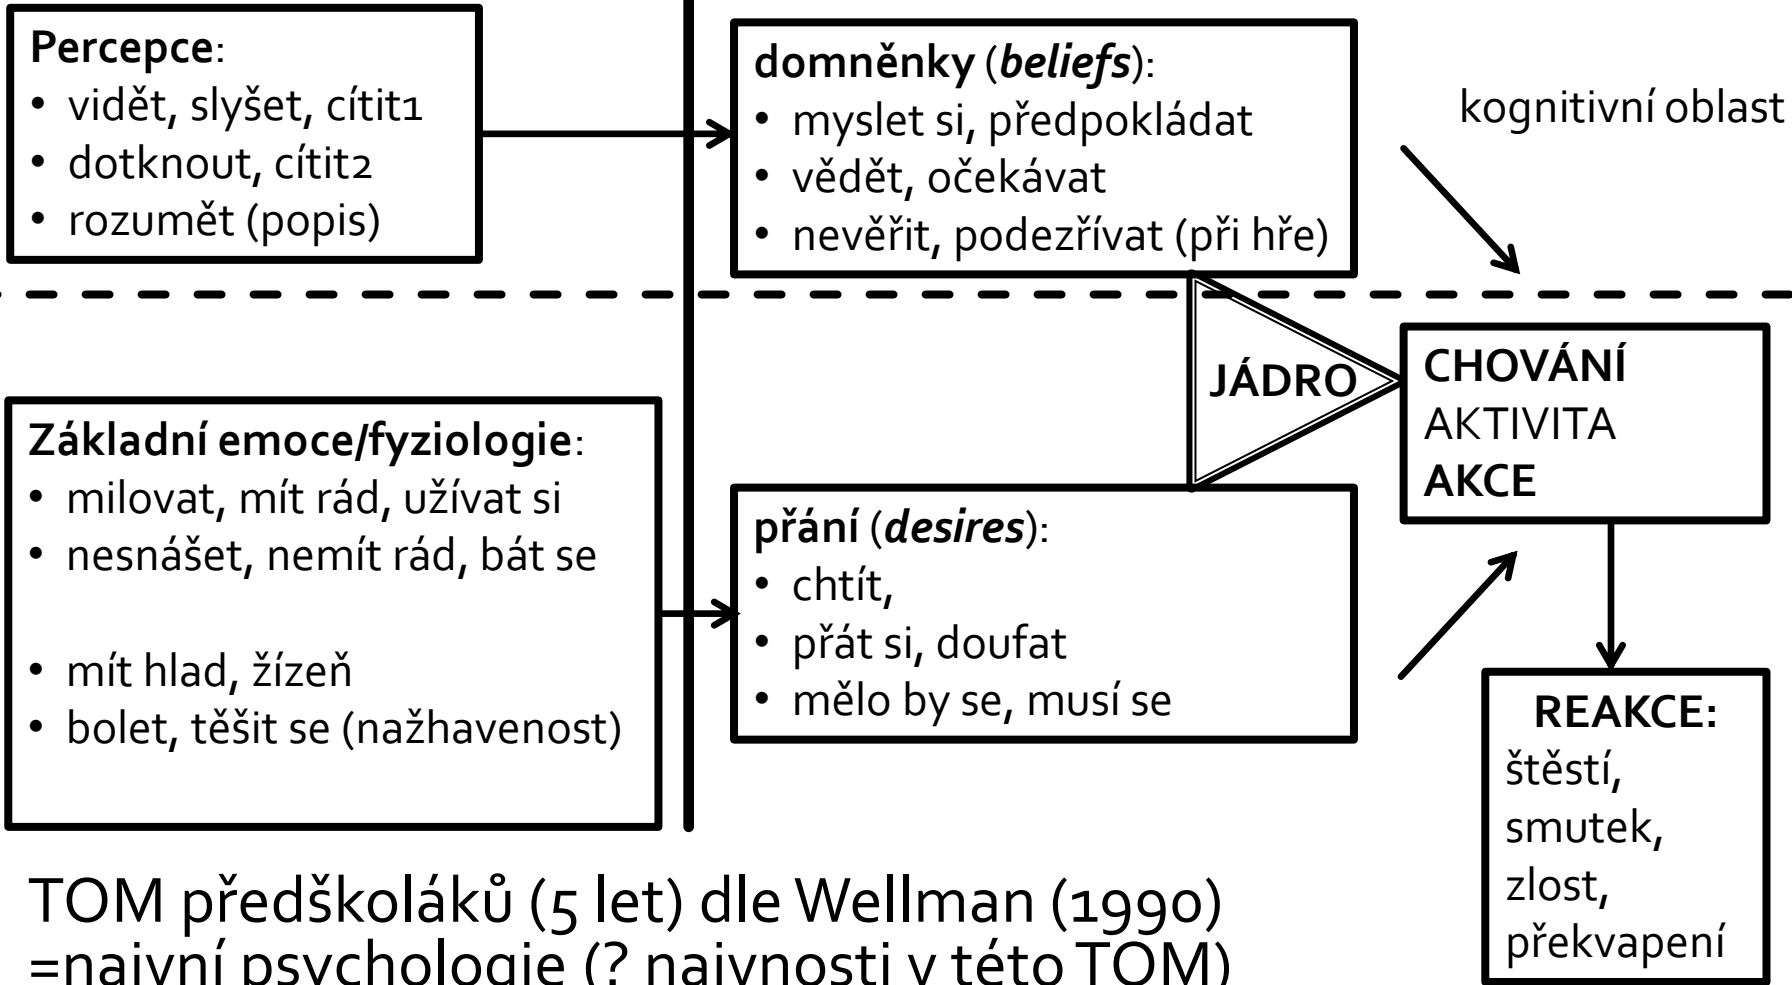 Percepce:
• vidět, slyšet, cítit1
• dotknout, cítit2
• rozumět (popis)
domněnky (beliefs):
• myslet si, předpokládat
• vědět, očekávat
• nevěřit, podezřívat (při hře)
kognitivní oblast
Základní emoce/fyziologie:
• milovat, mít rád, užívat si
• nesnášet, nemít rád, bát se
• mít hlad, žízeň
• bolet, těšit se (nažhavenost)
JÁDRO
přání (desires):
• chtít,
• přát si, doufat
• mělo by se, musí se
CHOVÁNÍ
AKTIVITA
AKCE
REAKCE:
štěstí,
smutek,
zlost,
překvapení
TOM předškoláků (5 let) dle Wellman (1990)
=naivní psychologie (? naivnosti v této TOM)